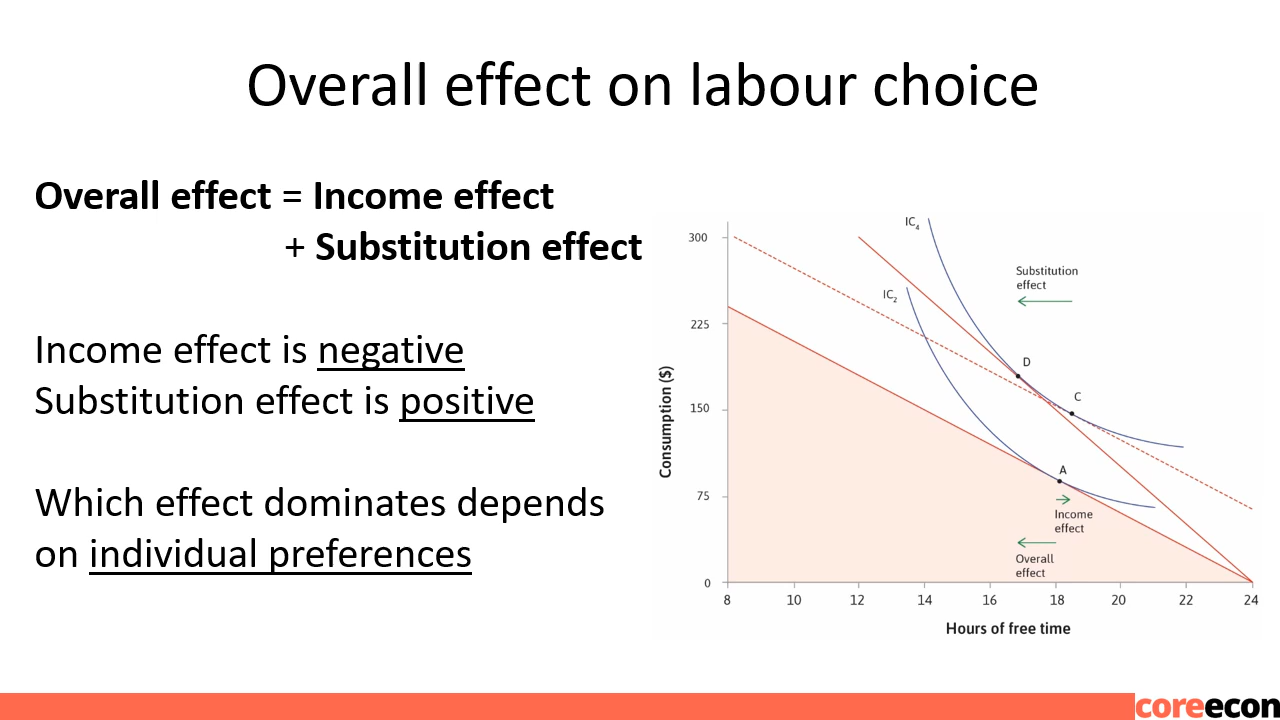 Overall effect on labour choice
Overall effect = Income effect
+ Substitution effect
Income effect is negative
Substitution effect is positive
Which effect dominates depends
on individual preferences
IC4
IC2
Substitution
effect
D
C
A
Income
effect
Overall
effect
Consumption ($)
300
225
150
75
0
8 10 12 14 16 18 20 22 24
Hours of free time
coreecon